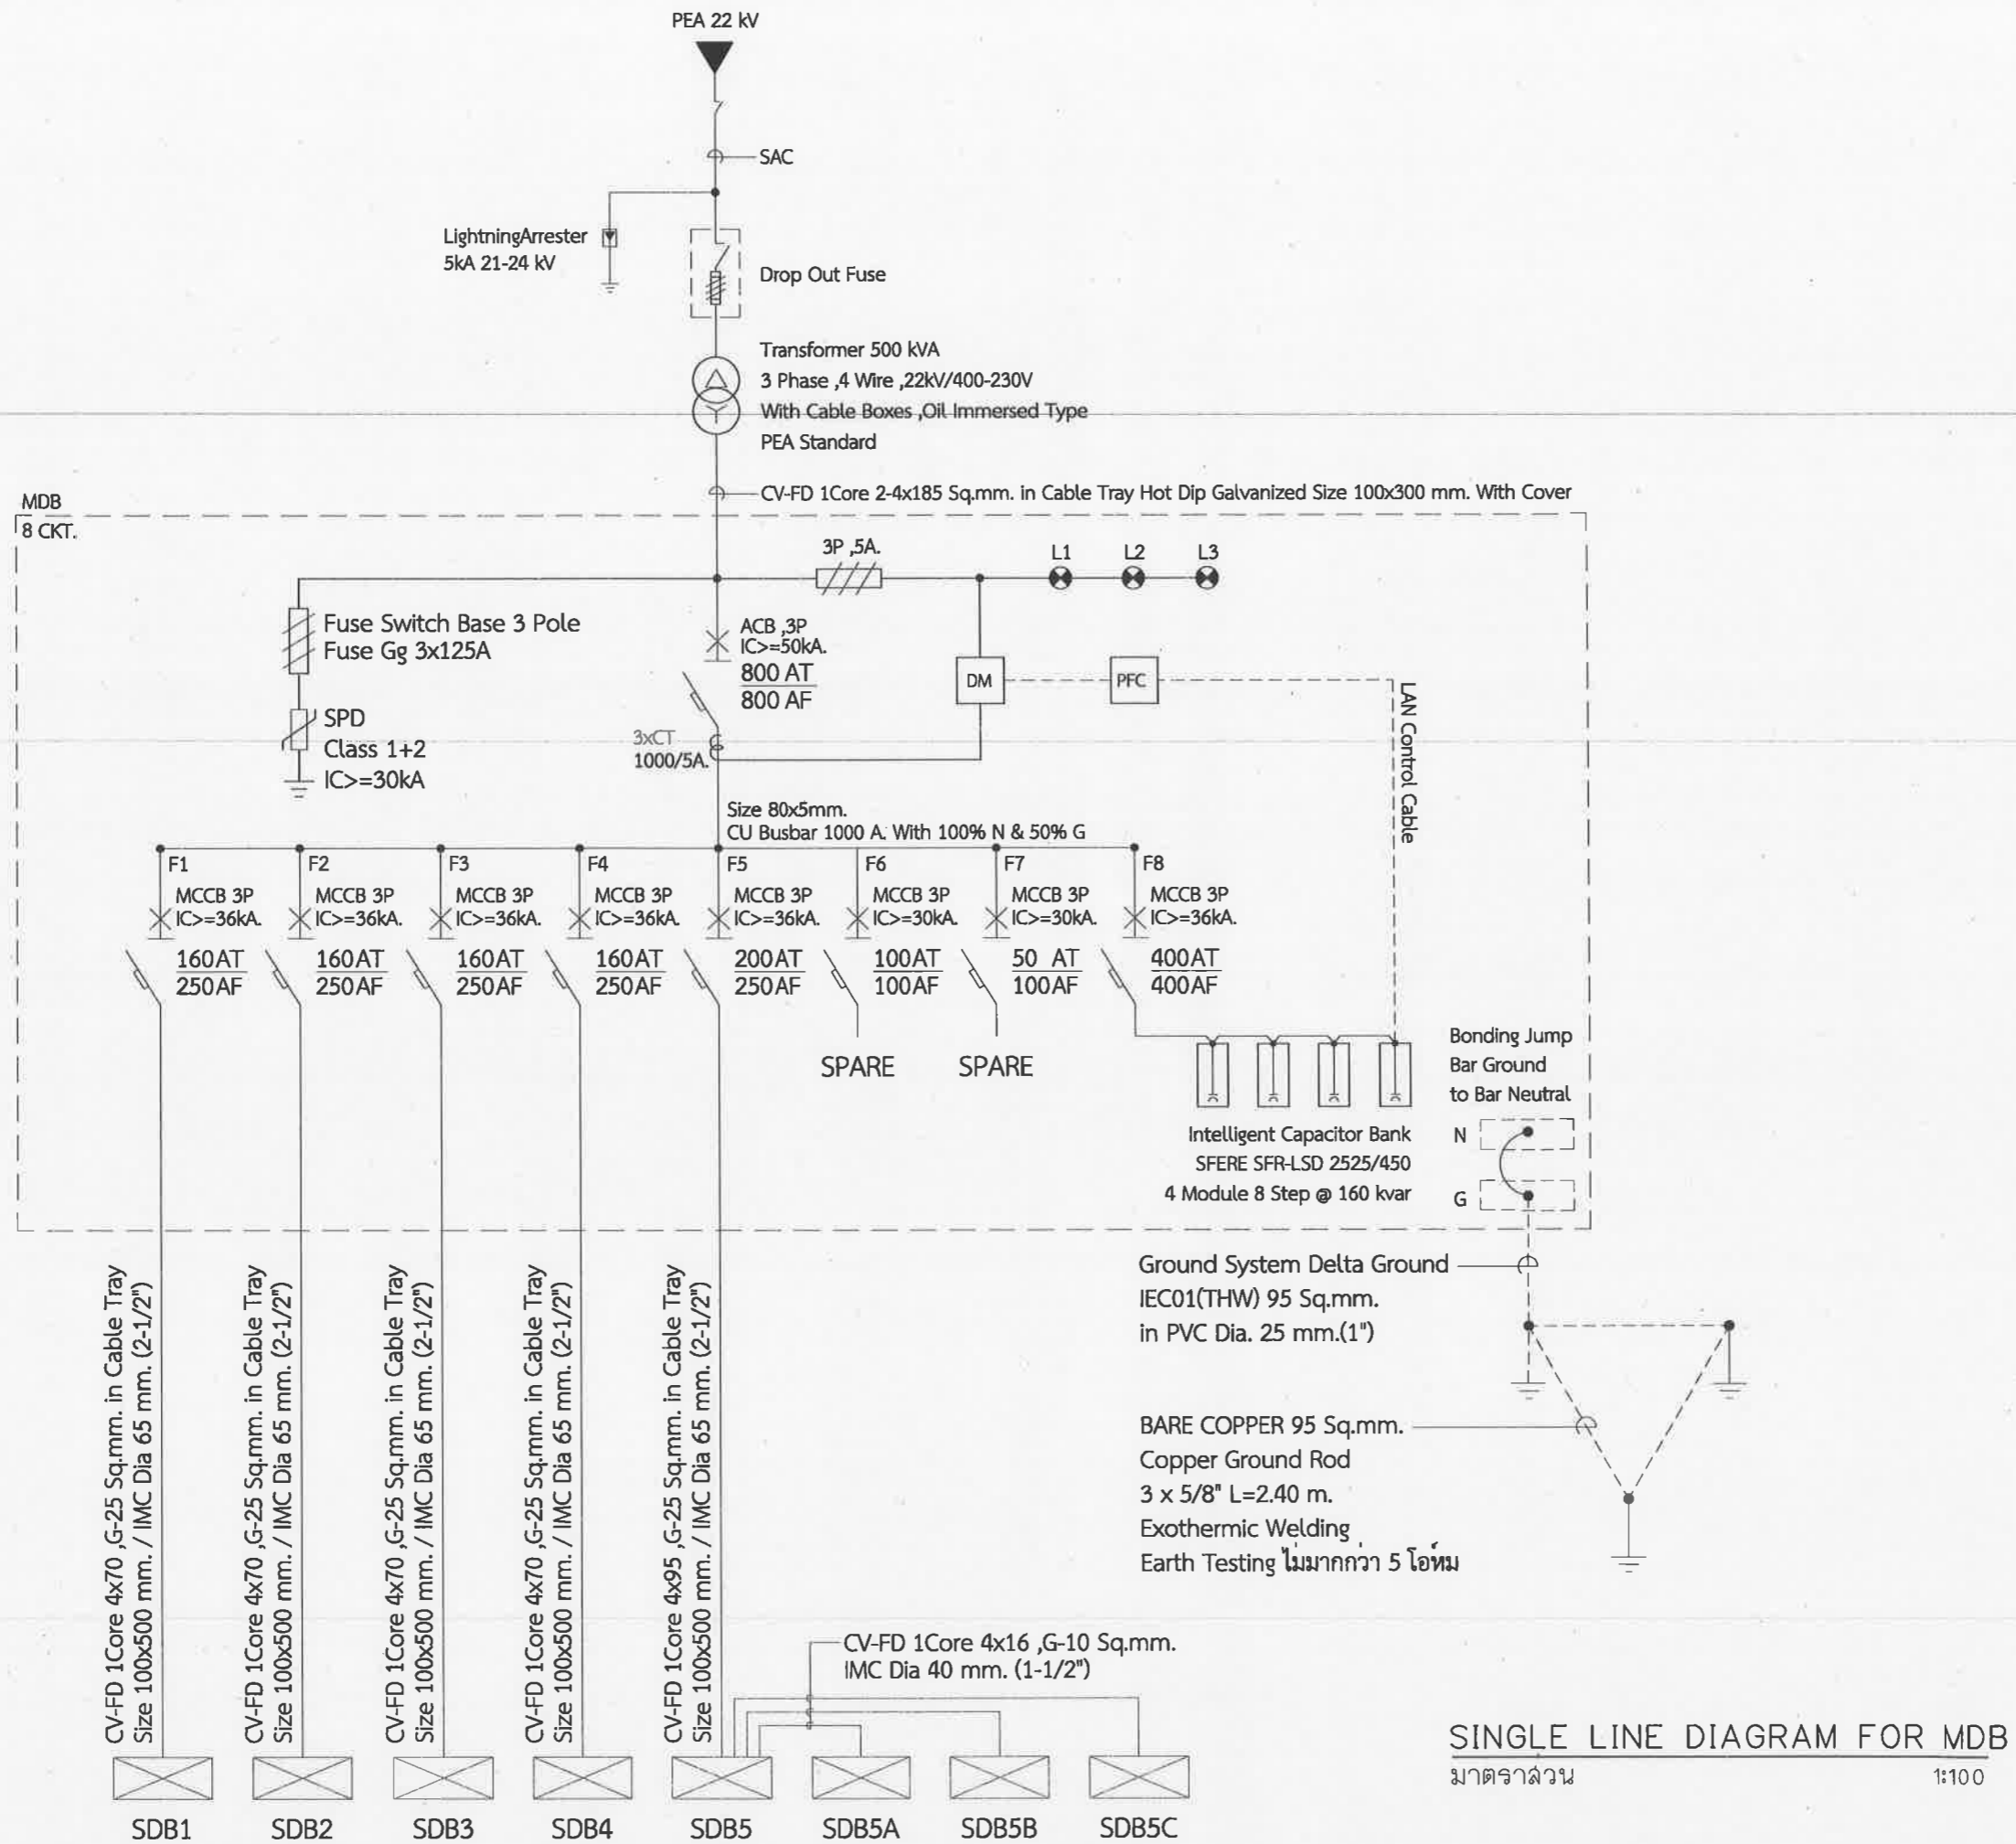 PEA 22 kV
SAC
LightningArrester
5kA 21-24 kV
Drop Out Fuse
Transformer 500 kVA
3 Phase ,4 Wire ,22kV/400-230V
With Cable Boxes ,Oil Immersed Type
PEA Standard
CV-FD 1Core 2-4x185 Sq.mm. in Cable Tray Hot Dip Galvanized Size 100x300 mm. With Cover
MDB
8 CKT.
3P ,5A.
L1
L2
L3
Fuse Switch Base 3 Pole
Fuse Gg 3x125A
SPD
Class 1+2
IC>=30kA
ACB ,3P
IC>=50kA.
800 AT
800 AF
3xCT
1000/5A.
DM
PFC
LAN Control Cable
Size 80x5mm.
CU Busbar 1000 A. With 100% N & 50% G
F1
MCCB 3P
IC>=36kA.
160AT
250AF
F2
MCCB 3P
IC>=36kA.
160AT
250AF
F3
MCCB 3P
IC>=36kA.
160AT
250AF
F4
MCCB 3P
IC>=36kA.
160AT
250AF
F5
MCCB 3P
IC>=36kA.
200AT
250AF
F6
MCCB 3P
IC>=30kA.
100AT
100AF
SPARE
F7
MCCB 3P
IC>=30kA.
50 AT
100AF
SPARE
F8
MCCB 3P
IC>=36kA.
400AT
400AF
Intelligent Capacitor Bank
SFERE SFR-LSD 2525/450
4 Module 8 Step @ 160 kvar
Bonding Jump
Bar Ground
to Bar Neutral
N
G
Ground System Delta Ground
IEC01(THW) 95 Sq.mm.
in PVC Dia. 25 mm.(1")
BARE COPPER 95 Sq.mm.
Copper Ground Rod
3 x 5/8" L=2.40 m.
Exothermic Welding
Earth Testing ไม่มากกว่า 5 โอห์ม
CV-FD 1Core 4x70 ,G-25 Sq.mm. in Cable Tray
Size 100x500 mm. / IMC Dia 65 mm. (2-1/2")
CV-FD 1Core 4x70 ,G-25 Sq.mm. in Cable Tray
Size 100x500 mm. / IMC Dia 65 mm. (2-1/2")
CV-FD 1Core 4x70 ,G-25 Sq.mm. in Cable Tray
Size 100x500 mm. / IMC Dia 65 mm. (2-1/2")
CV-FD 1Core 4x70 ,G-25 Sq.mm. in Cable Tray
Size 100x500 mm. / IMC Dia 65 mm. (2-1/2")
CV-FD 1Core 4x95 ,G-25 Sq.mm. in Cable Tray
Size 100x500 mm. / IMC Dia 65 mm. (2-1/2")
CV-FD 1Core 4x16 ,G-10 Sq.mm.
IMC Dia 40 mm. (1-1/2")
SDB1
SDB2
SDB3
SDB4
SDB5
SDB5A
SDB5B
SDB5C
SINGLE LINE DIAGRAM FOR MDB
มาตราส่วน 1:100